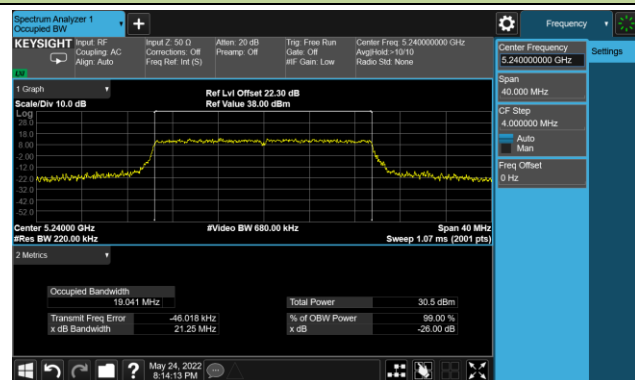 Spectrum Analyzer 1
Occupied BW
Frequency
KEYSIGHT
Input: RF
Coupling: AC
Align: Auto
Input Z: 50 Ω
Corrections: Off
Freq Ref: Int (S)
Atten: 20 dB
Preamp: Off
Trig: Free Run
Gate: Off
#IF Gain: Low
Center Freq: 5.240000000 GHz
Avg|Hold:>10/10
Radio Std: None
Center Frequency
5.240000000 GHz
Settings
Span
40.000 MHz
CF Step
4.000000 MHz
Auto
Man
Freq Offset
0 Hz
1 Graph
Scale/Div 10.0 dB
Ref Lvl Offset 22.30 dB
Ref Value 38.00 dBm
Log
28.0
18.0
8.00
-2.00
-12.0
-22.0
-32.0
-42.0
-52.0
Center 5.24000 GHz
#Res BW 220.00 kHz
#Video BW 680.00 kHz
Span 40 MHz
Sweep 1.07 ms (2001 pts)
2 Metrics
Occupied Bandwidth
19.041 MHz
Total Power 30.5 dBm
Transmit Freq Error -46.018 kHz
% of OBW Power 99.00 %
x dB Bandwidth 21.25 MHz
x dB -26.00 dB
May 24, 2022
8:14:13 PM